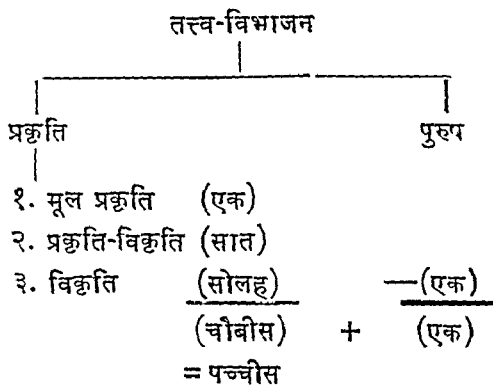 तत्त्व-विभाजन
प्रकृति पुरुष
१. मूल प्रकृति (एक)
२. प्रकृति-विकृति (सात)
३. विकृति (सोलह) —(एक)
(चौबीस) + (एक)
= पच्चीस